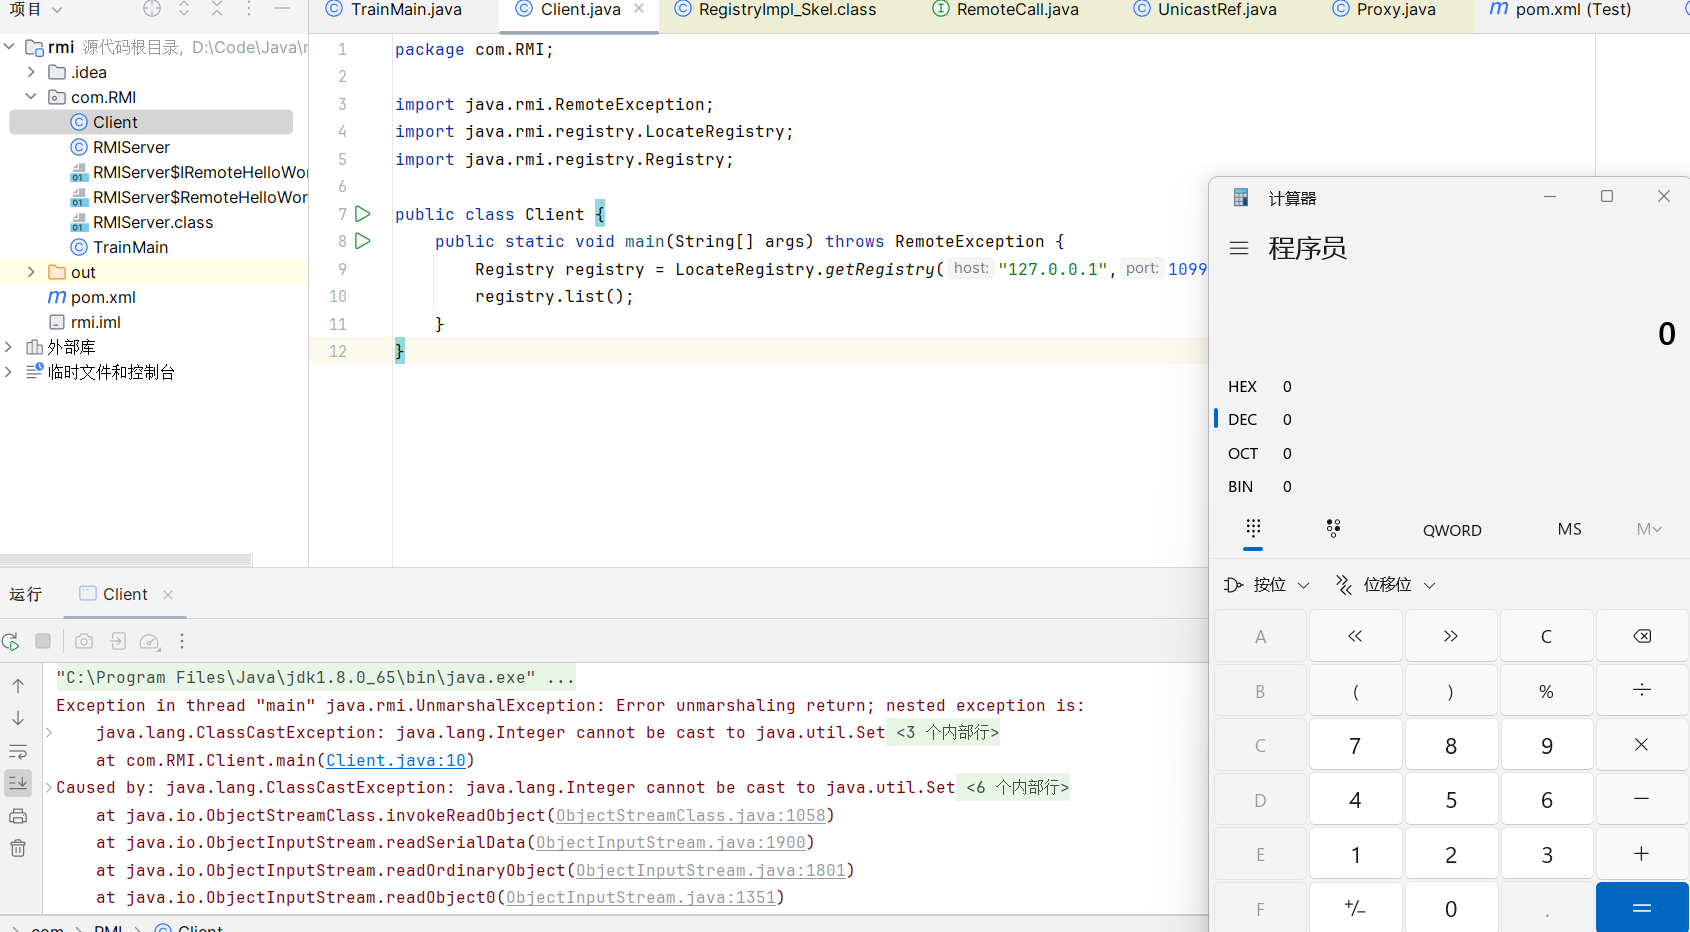 项目
TrainMain.java
Client.java
RegistryImpl_Skel.class
RemoteCall.java
UnicastRef.java
Proxy.java
pom.xml (Test)
rmi 源代码根目录, D:\Code\Java\r
.idea
com.RMI
Client
RMIServer
RMIServer$IRemoteHelloWor
RMIServer$RemoteHelloWor
RMIServer.class
TrainMain
out
pom.xml
rmi.iml
外部库
临时文件和控制台
1 package com.RMI;
2
3 import java.rmi.RemoteException;
4 import java.rmi.registry.LocateRegistry;
5 import java.rmi.registry.Registry;
6
7 public class Client {
8 public static void main(String[] args) throws RemoteException {
9 Registry registry = LocateRegistry.getRegistry( host: "127.0.0.1", port: 1099
10 registry.list();
11 }
12 }
计算器
程序员
0
HEX 0
DEC 0
OCT 0
BIN 0
QWORD MS M
按位 位移位
A « » C
B ( ) % ÷
C 7 8 9 ×
D 4 5 6 −
E 1 2 3 +
F +/− 0 . =
运行 Client
"C:\Program Files\Java\jdk1.8.0_65\bin\java.exe" ...
Exception in thread "main" java.rmi.UnmarshalException: Error unmarshaling return; nested exception is:
java.lang.ClassCastException: java.lang.Integer cannot be cast to java.util.Set <3 个内部行>
at com.RMI.Client.main(Client.java:10)
Caused by: java.lang.ClassCastException: java.lang.Integer cannot be cast to java.util.Set <6 个内部行>
at java.io.ObjectStreamClass.invokeReadObject(ObjectStreamClass.java:1058)
at java.io.ObjectInputStream.readSerialData(ObjectInputStream.java:1900)
at java.io.ObjectInputStream.readOrdinaryObject(ObjectInputStream.java:1801)
at java.io.ObjectInputStream.readObject0(ObjectInputStream.java:1351)
com > RMI > Client